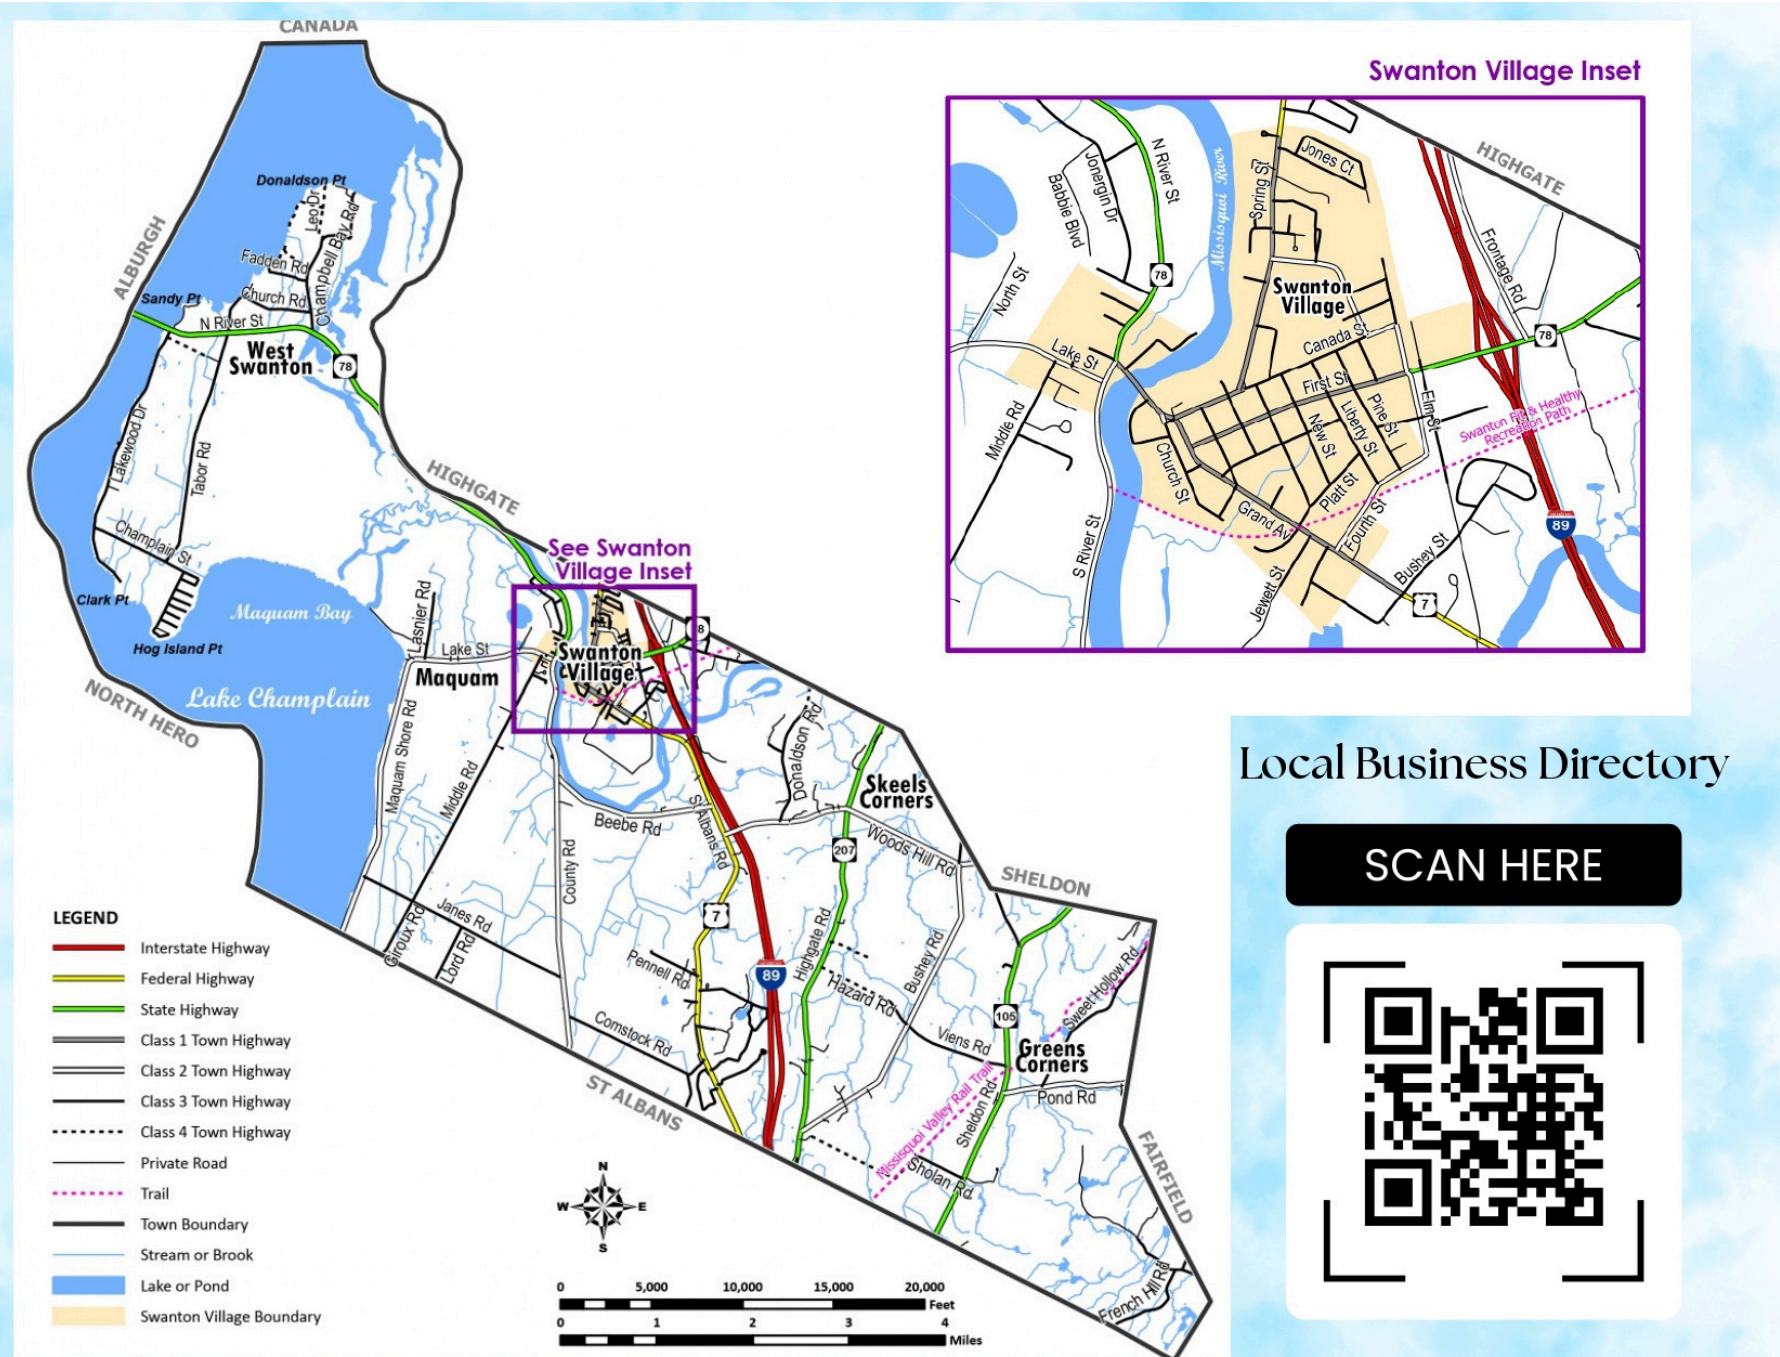 CANADA
Donaldson Pt
Leo Dr
Champbell Bay Rd
Fadden Rd
Church Rd
ALBURGH
Sandy Pt
N River St
West
Swanton
78
Lakewood Dr
Tabor Rd
Champlain St
HIGHGATE
Clark Pt
Hog Island Pt
Maquam Bay
Lake Champlain
NORTH HERO
See Swanton
Village Inset
Lasnier Rd
Lake St
Maquam
Swanton
Village
Maquam Shore Rd
Middle Rd
Donaldson Rd
Skeels
Corners
Beebe Rd
St Albans Rd
207
Woods Hill Rd
County Rd
SHELDON
7
Janes Rd
Giroux Rd
Lord Rd
Pennell Rd
89
Highgate Rd
Hazard Rd
Bushey Rd
Sweet Hollow Rd
105
Comstock Rd
Viens Rd
Greens
Corners
Pond Rd
ST ALBANS
Missisquoi Valley Rail Trail
Sheldon Rd
Sholan Rd
FAIRFIELD
French Hill Rd
LEGEND
Interstate Highway
Federal Highway
State Highway
Class 1 Town Highway
Class 2 Town Highway
Class 3 Town Highway
Class 4 Town Highway
Private Road
Trail
Town Boundary
Stream or Brook
Lake or Pond
Swanton Village Boundary
N
W E
S
0 5,000 10,000 15,000 20,000
Feet
0 1 2 3 4
Miles
Swanton Village Inset
HIGHGATE
N River St
Jonergin Dr
Babbie Blvd
Missisquoi River
Spring St
Jones Ct
Frontage Rd
78
North St
Swanton
Village
78
Lake St
Canada St
First St
Elm St
Pine St
Liberty St
New St
Swanton Fit & Healthy
Recreation Path
Middle Rd
Church St
Platt St
Grand Av
Fourth St
89
S River St
Bushey St
Jewett St
7
Local Business Directory
SCAN HERE